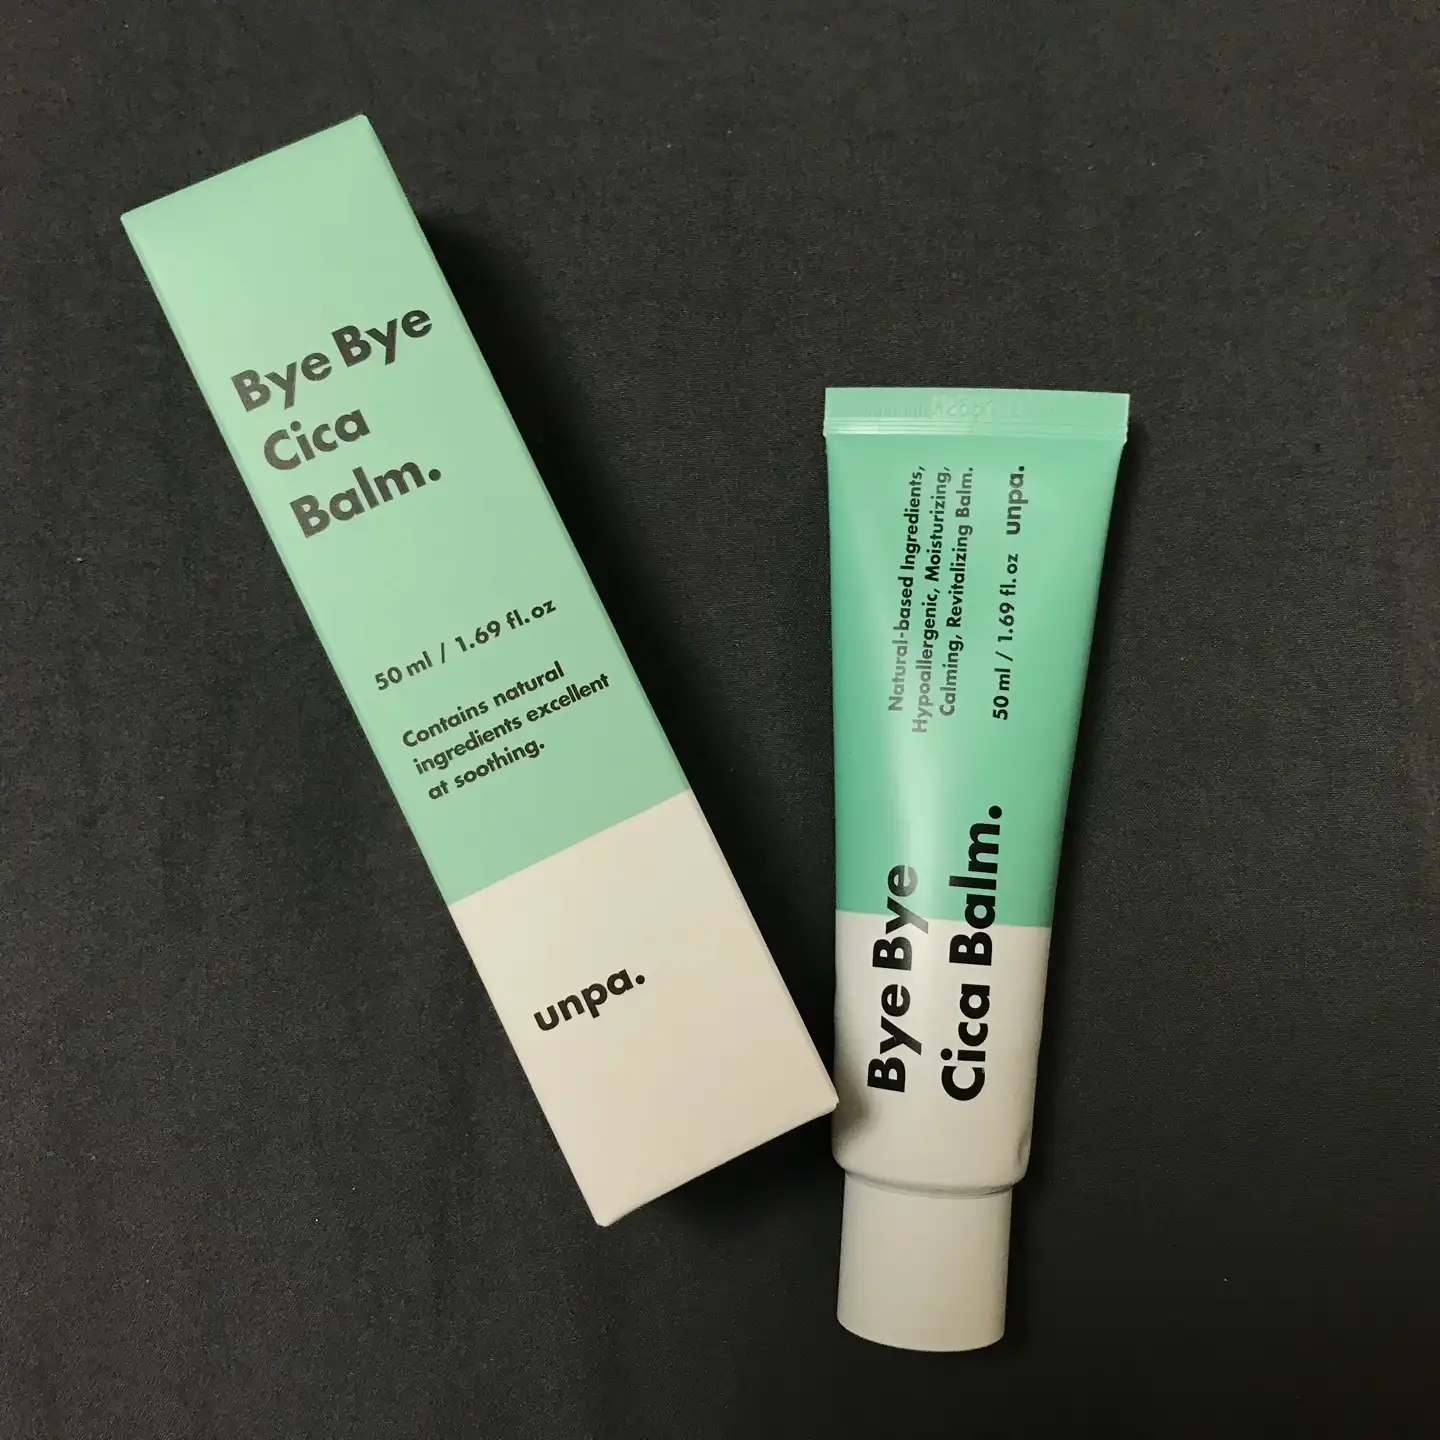 Bye Bye
Cica
Balm.
50 ml / 1.69 fl.oz
Contains natural
ingredients excellent
at soothing.
unpa.
Natural-based Ingredients,
Hypoallergenic, Moisturizing,
Calming, Revitalizing Balm.
50 ml / 1.69 fl.oz unpa.
Bye Bye
Cica Balm.